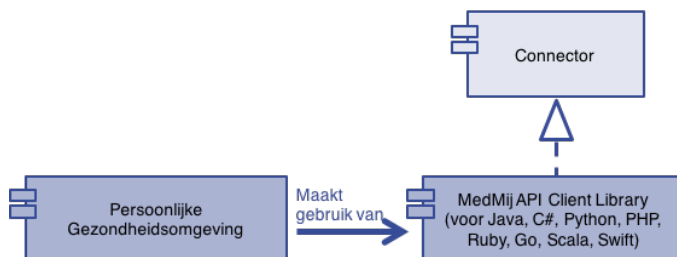 Connector
Persoonlijke
Gezondheidsomgeving
Maakt
gebruik van
MedMij API Client Library
(voor Java, C#, Python, PHP,
Ruby, Go, Scala, Swift)